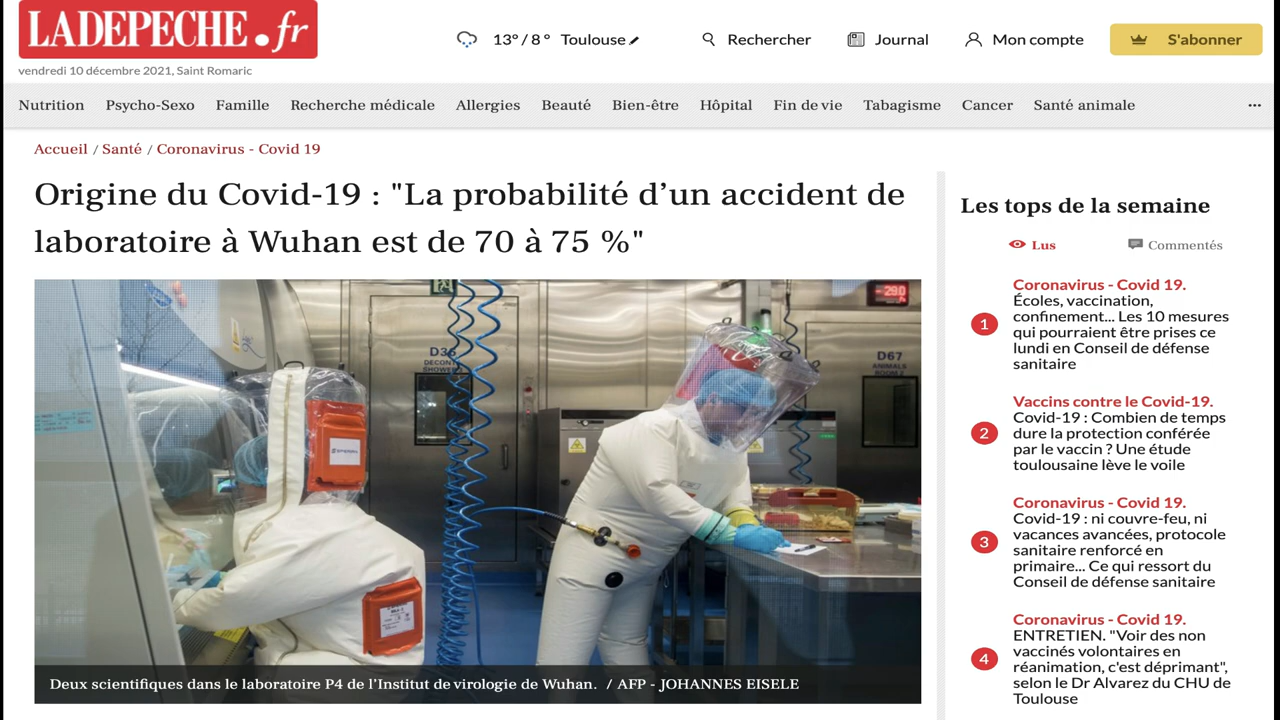 LADEPECHE.fr
13° / 8 ° Toulouse
Rechercher
Journal
Mon compte
S'abonner
vendredi 10 décembre 2021, Saint Romaric
Nutrition Psycho-Sexo Famille Recherche médicale Allergies Beauté Bien-être Hôpital Fin de vie Tabagisme Cancer Santé animale ...
Accueil / Santé / Coronavirus - Covid 19
Origine du Covid-19 : "La probabilité d’un accident de
laboratoire à Wuhan est de 70 à 75 %"
D67
Deux scientifiques dans le laboratoire P4 de l'Institut de virologie de Wuhan. / AFP - JOHANNES EISELE
Les tops de la semaine
Lus
Commentés
1
Coronavirus - Covid 19.
Écoles, vaccination,
confinement... Les 10 mesures
qui pourraient être prises ce
lundi en Conseil de défense
sanitaire
2
Vaccins contre le Covid-19.
Covid-19 : Combien de temps
dure la protection conférée
par le vaccin ? Une étude
toulousaine lève le voile
3
Coronavirus - Covid 19.
Covid-19 : ni couvre-feu, ni
vacances avancées, protocole
sanitaire renforcé en
primaire... Ce qui ressort du
Conseil de défense sanitaire
4
Coronavirus - Covid 19.
ENTRETIEN. "Voir des non
vaccinés volontaires en
réanimation, c'est déprimant",
selon le Dr Alvarez du CHU de
Toulouse